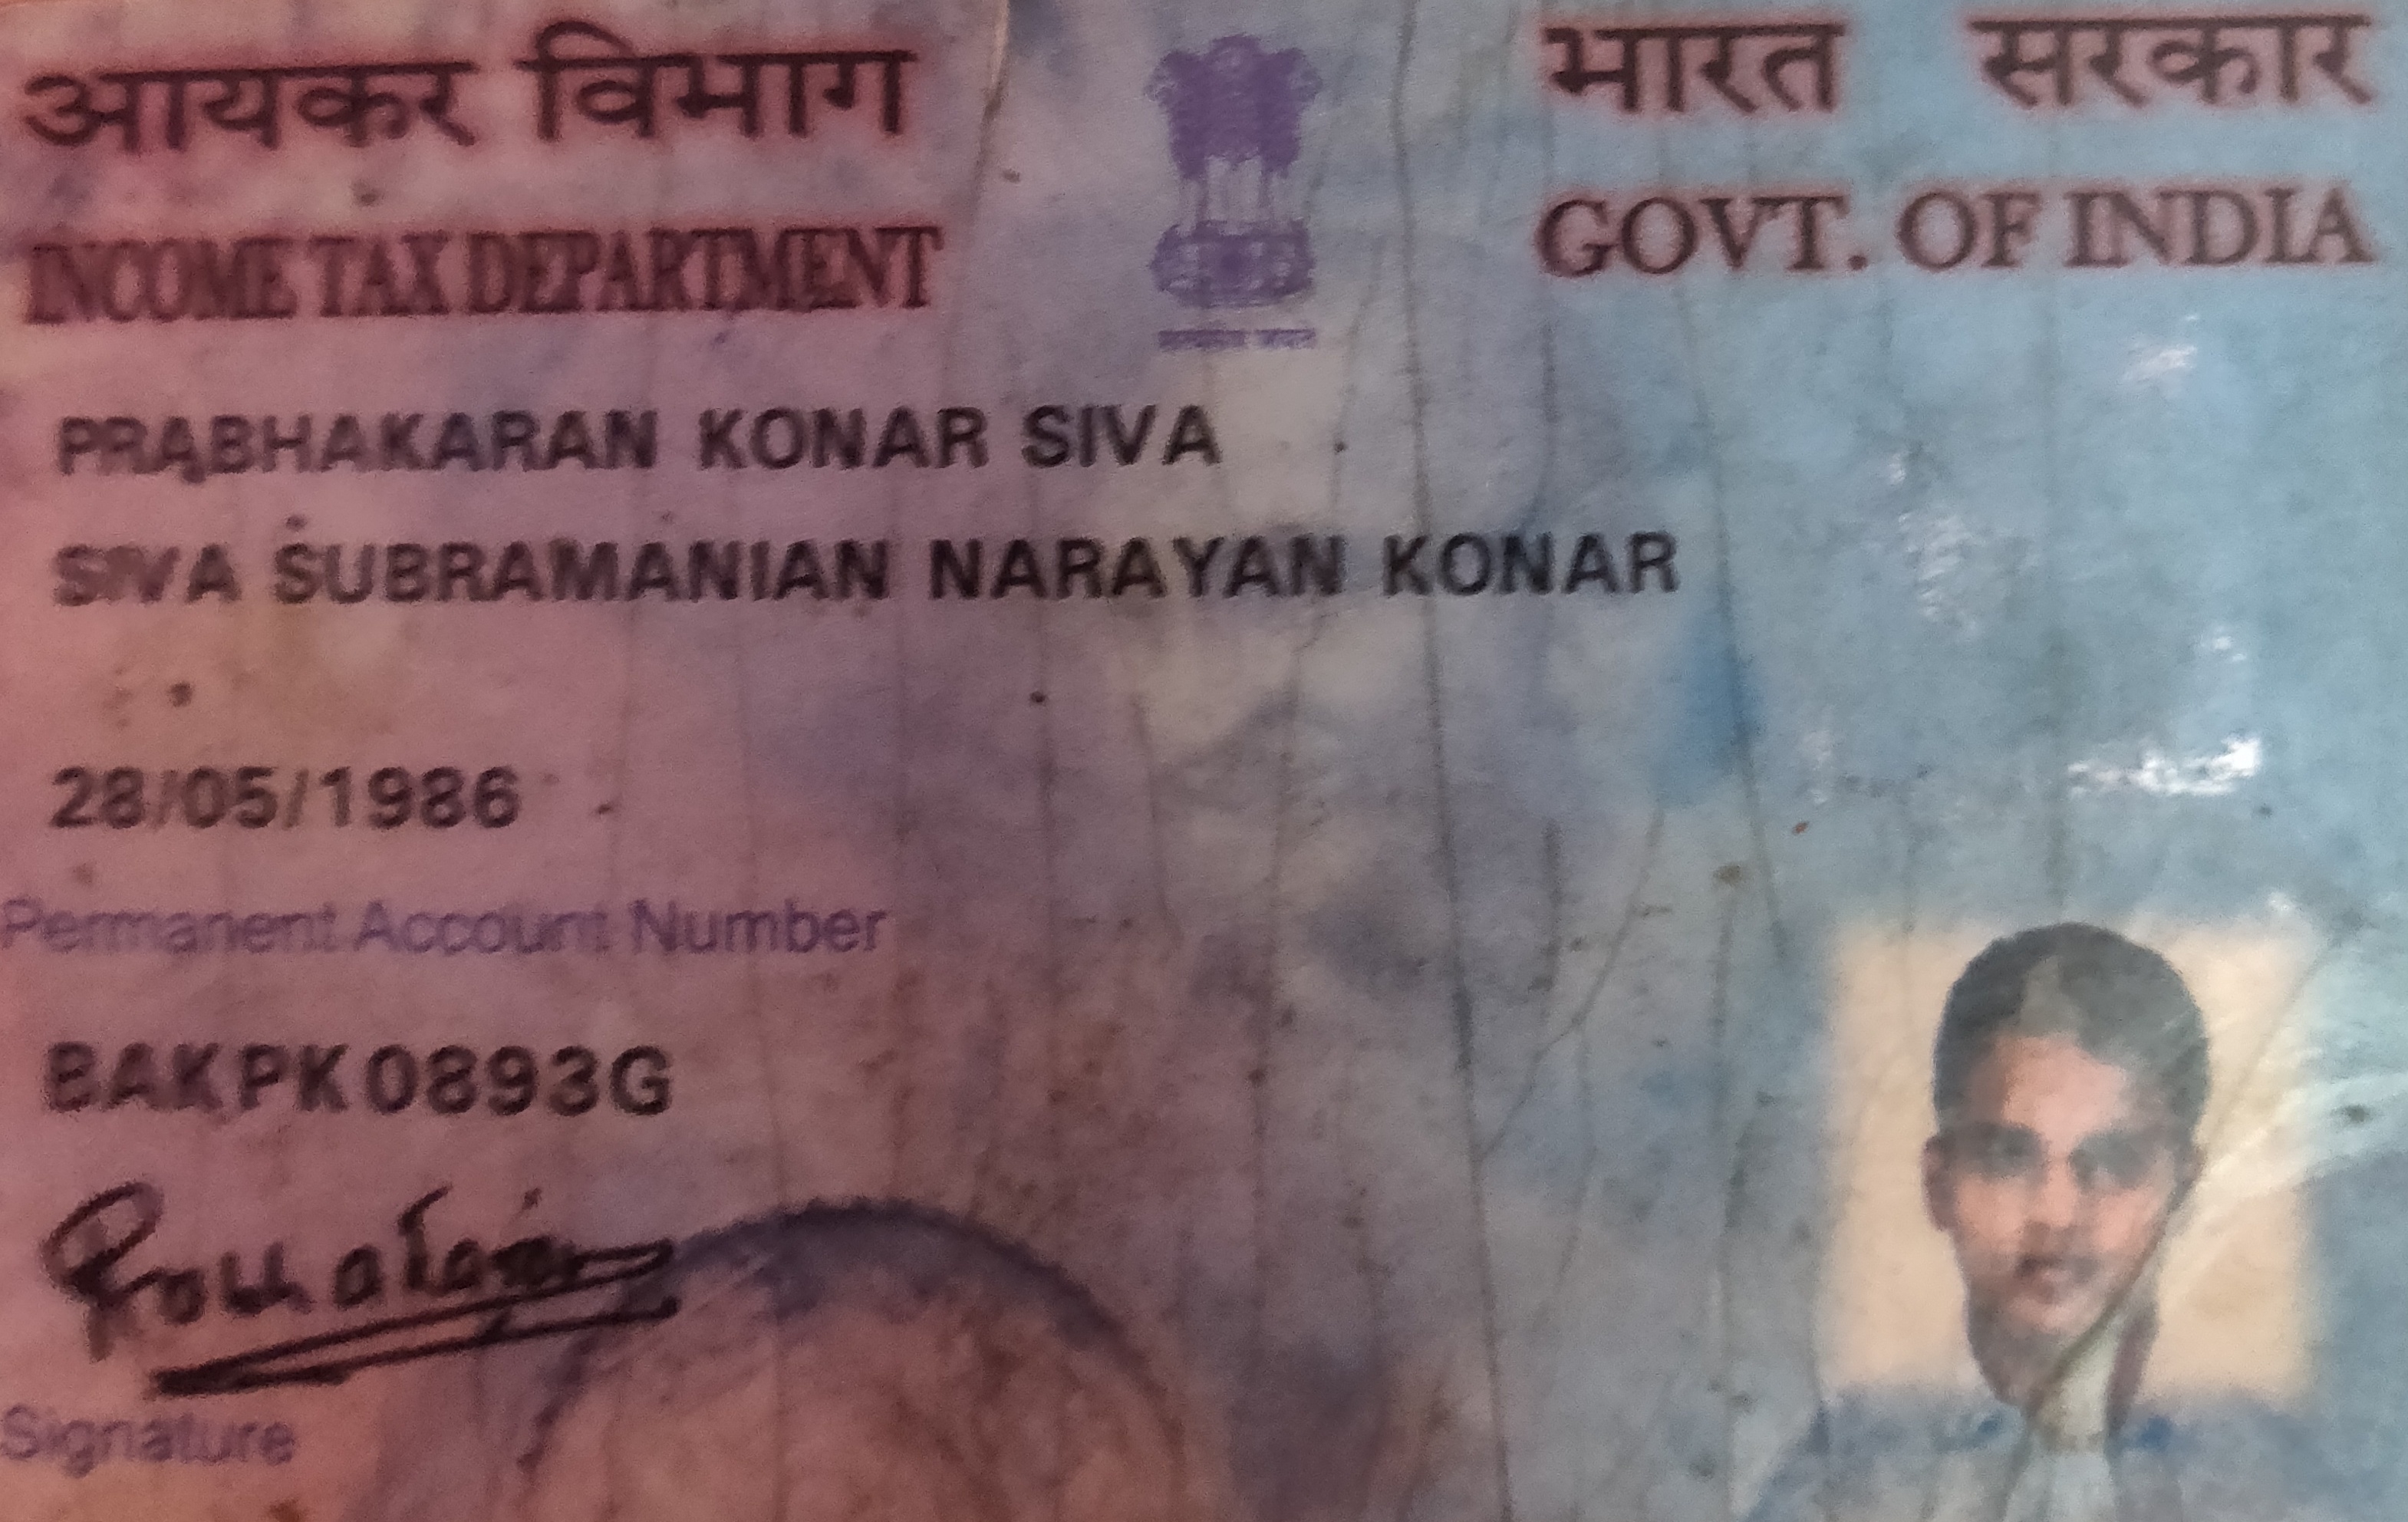 आयकर विभाग
भारत सरकार
INCOME TAX DEPARTMENT
GOVT. OF INDIA
PRABHAKARAN KONAR SIVA
SIVA SUBRAMANIAN NARAYAN KONAR
28/05/1986
Permanent Account Number
BAKPK0893G
Signature